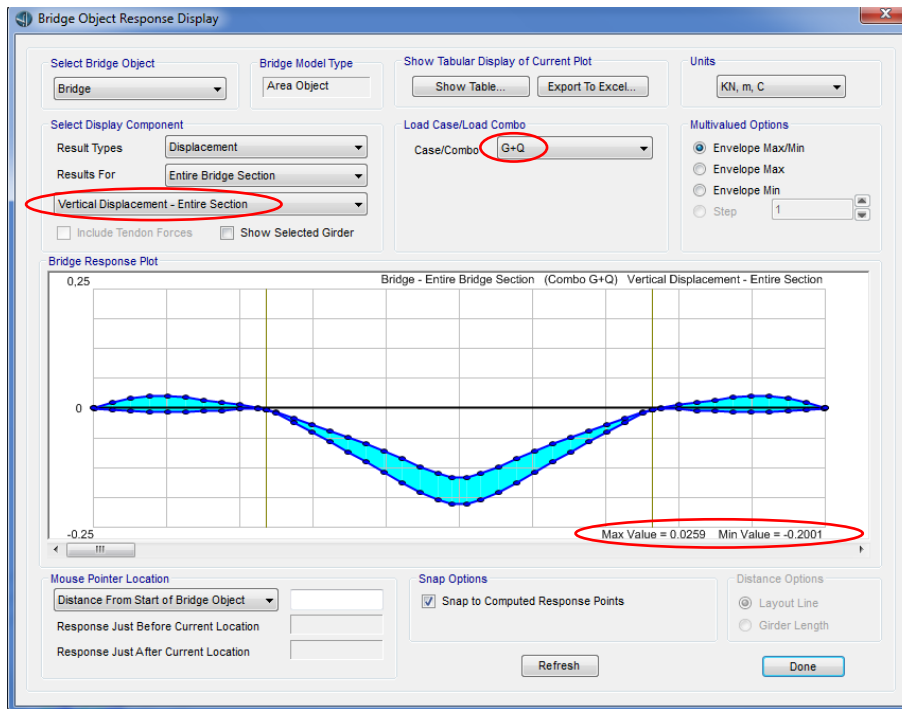 Bridge Object Response Display
Select Bridge Object
Bridge
Bridge Model Type
Area Object
Show Tabular Display of Current Plot
Show Table...
Export To Excel...
Units
KN, m, C
Select Display Component
Result Types
Displacement
Results For
Entire Bridge Section
Vertical Displacement - Entire Section
Include Tendon Forces
Show Selected Girder
Load Case/Load Combo
Case/Combo
G+Q
Multivalued Options
Envelope Max/Min
Envelope Max
Envelope Min
Step
1
Bridge Response Plot
0,25
Bridge - Entire Bridge Section (Combo G+Q) Vertical Displacement - Entire Section
0
-0.25
Max Value = 0.0259 Min Value = -0.2001
Mouse Pointer Location
Distance From Start of Bridge Object
Response Just Before Current Location
Response Just After Current Location
Snap Options
Snap to Computed Response Points
Distance Options
Layout Line
Girder Length
Refresh
Done